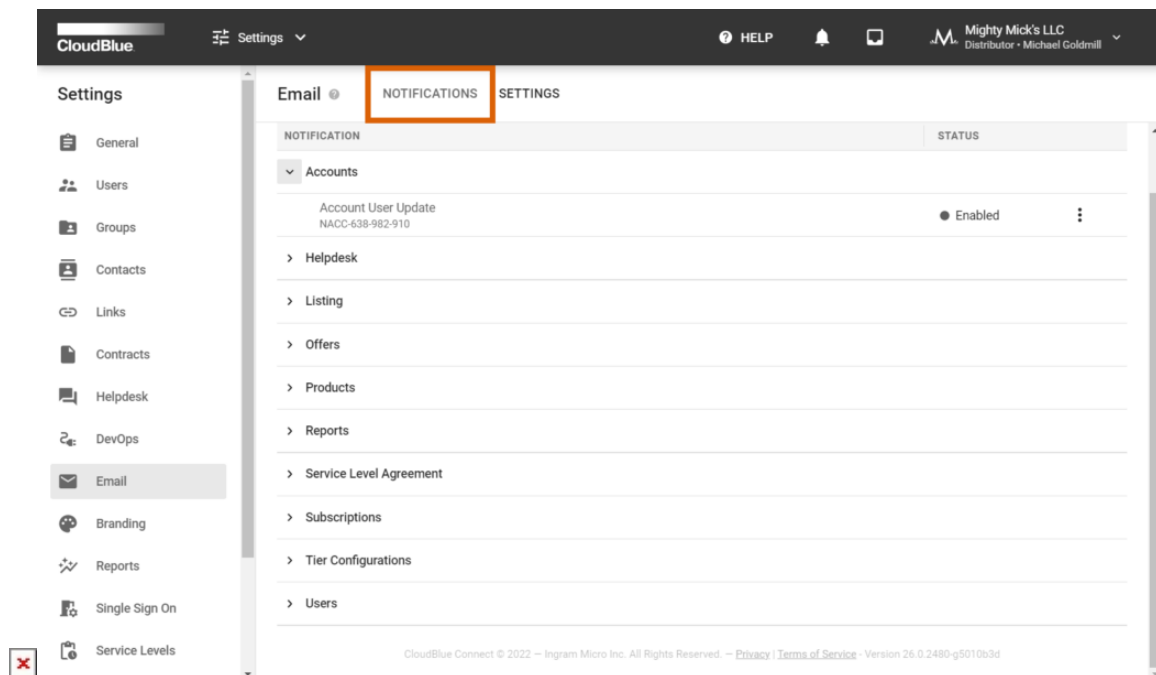 CloudBlue
Settings
HELP
.M.
Mighty Mick's LLC
Distributor • Michael Goldmill
Settings
General
Users
Groups
Contacts
Links
Contracts
Helpdesk
DevOps
Email
Branding
Reports
Single Sign On
Service Levels
Email
NOTIFICATIONS
SETTINGS
NOTIFICATION STATUS
Accounts
Account User Update
NACC-638-982-910
Enabled
Helpdesk
Listing
Offers
Products
Reports
Service Level Agreement
Subscriptions
Tier Configurations
Users
CloudBlue Connect © 2022 — Ingram Micro Inc. All Rights Reserved. — Privacy | Terms of Service - Version 26.0.2480-g5010b3d